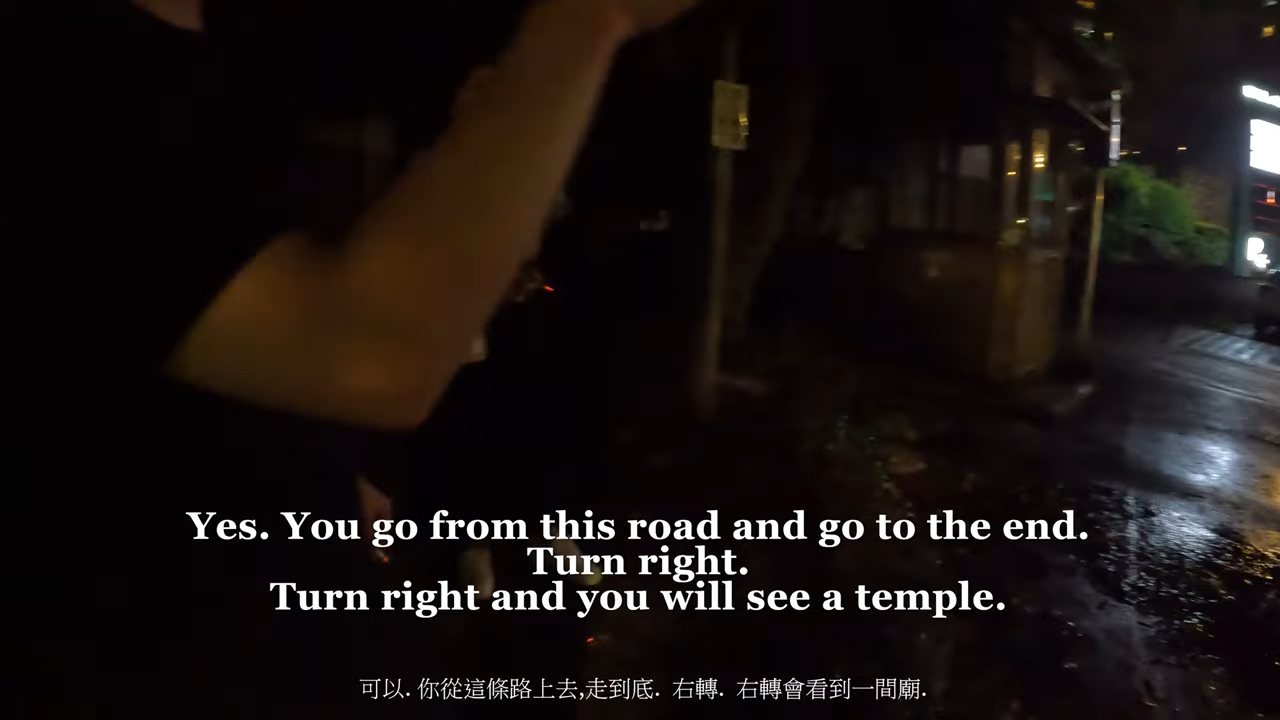 Yes. You go from this road and go to the end.
Turn right.
Turn right and you will see a temple.
可以. 你從這條路上去,走到底. 右轉. 右轉會看到一間廟.